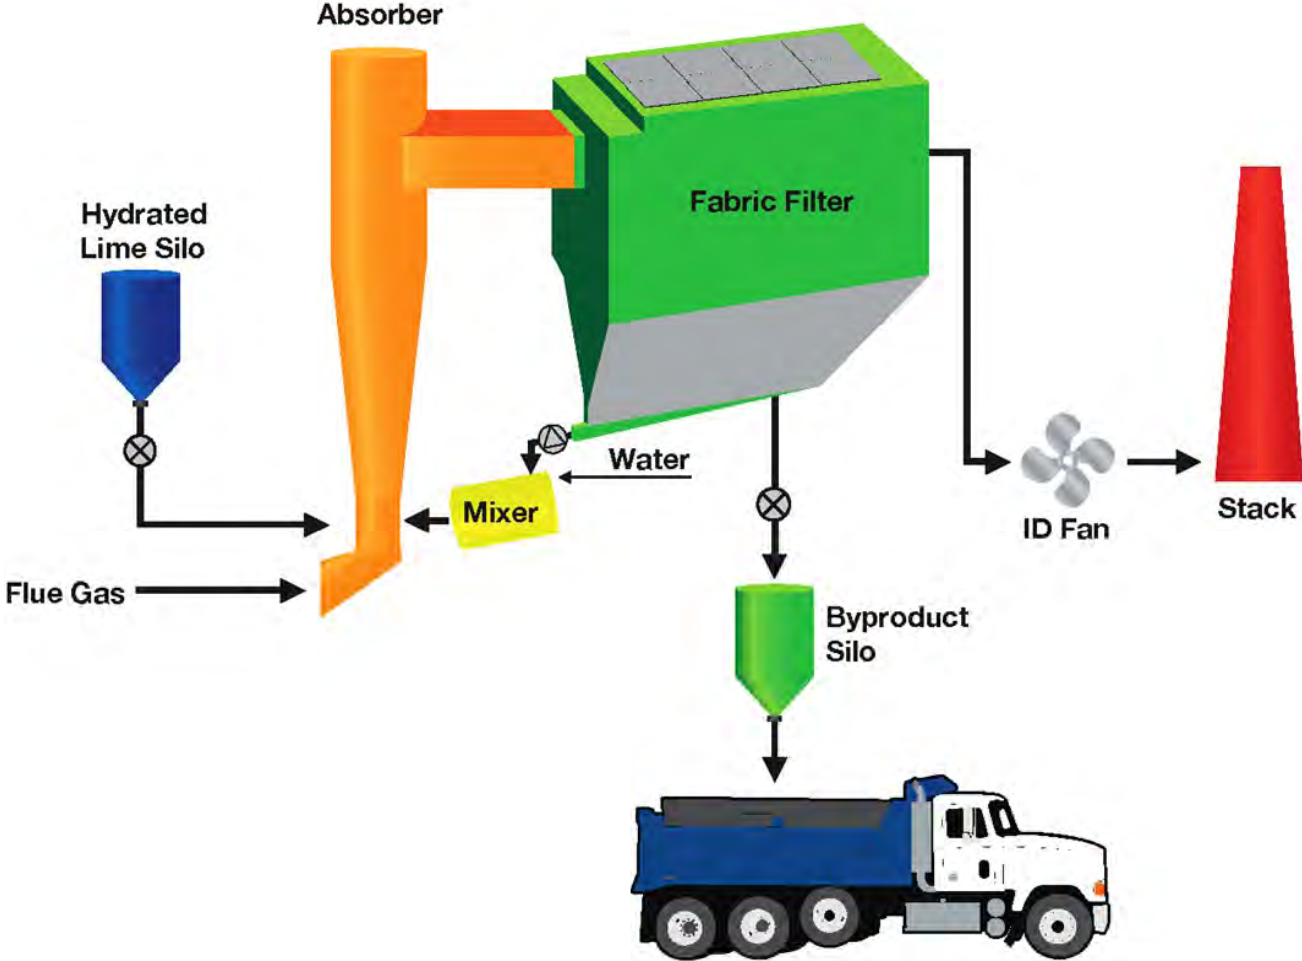 Absorber
Hydrated
Lime Silo
Fabric Filter
Water
Mixer
ID Fan
Stack
Flue Gas
Byproduct
Silo